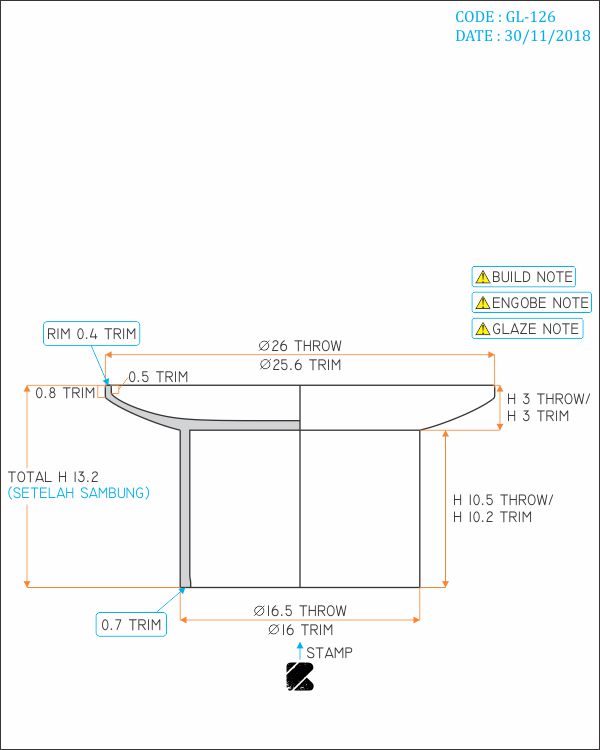 CODE : GL-126
DATE : 30/11/2018
BUILD NOTE
ENGOBE NOTE
GLAZE NOTE
RIM 0.4 TRIM
Ø26 THROW
Ø25.6 TRIM
0.5 TRIM
0.8 TRIM
H 3 THROW/
H 3 TRIM
TOTAL H 13.2
(SETELAH SAMBUNG)
H 10.5 THROW/
H 10.2 TRIM
Ø16.5 THROW
Ø16 TRIM
0.7 TRIM
STAMP